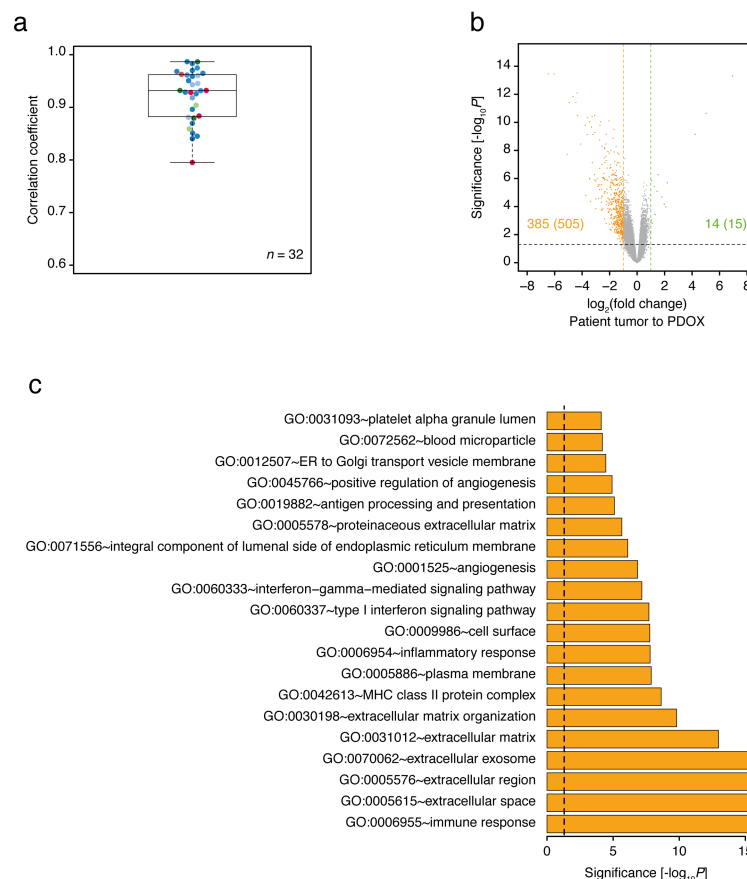 a
1.0
0.9
0.8
0.7
0.6
Correlation coefficient
n = 32
b
14
12
10
8
6
4
2
0
Significance [-log10P]
385 (505)
14 (15)
−8 −6 −4 −2 0 2 4 6 8
log2(fold change)
Patient tumor to PDOX
c
GO:0031093~platelet alpha granule lumen
GO:0072562~blood microparticle
GO:0012507~ER to Golgi transport vesicle membrane
GO:0045766~positive regulation of angiogenesis
GO:0019882~antigen processing and presentation
GO:0005578~proteinaceous extracellular matrix
GO:0071556~integral component of lumenal side of endoplasmic reticulum membrane
GO:0001525~angiogenesis
GO:0060333~interferon−gamma−mediated signaling pathway
GO:0060337~type I interferon signaling pathway
GO:0009986~cell surface
GO:0006954~inflammatory response
GO:0005886~plasma membrane
GO:0042613~MHC class II protein complex
GO:0030198~extracellular matrix organization
GO:0031012~extracellular matrix
GO:0070062~extracellular exosome
GO:0005576~extracellular region
GO:0005615~extracellular space
GO:0006955~immune response
0 5 10 15
Significance [-log10P]